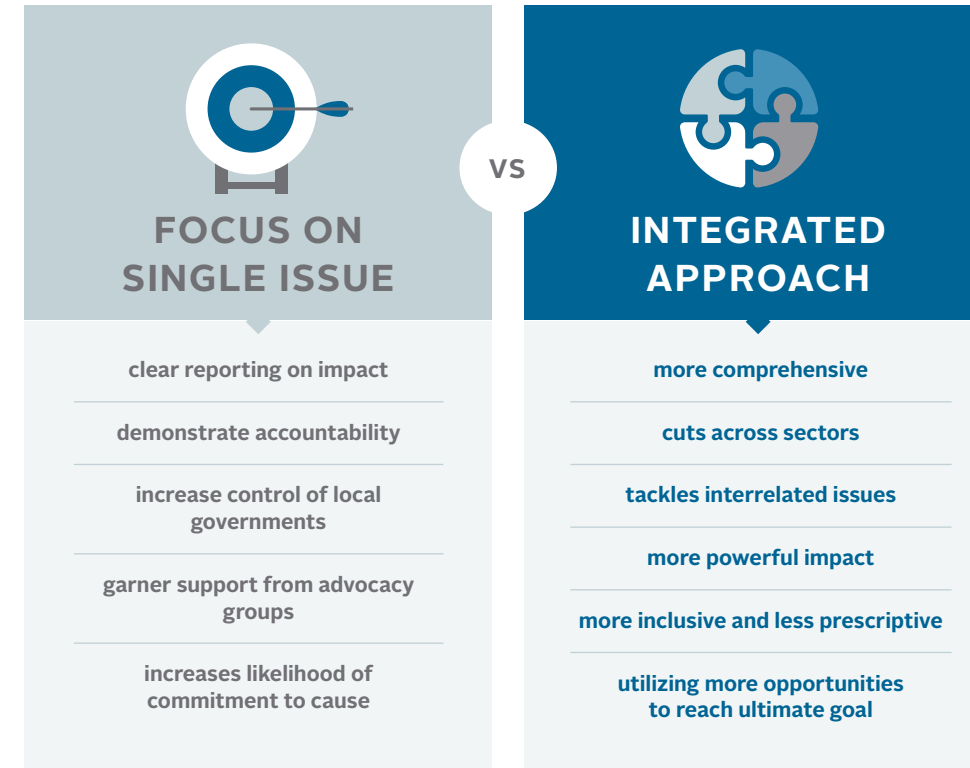 FOCUS ON
SINGLE ISSUE
clear reporting on impact
demonstrate accountability
increase control of local
governments
garner support from advocacy
groups
increases likelihood of
commitment to cause
VS
INTEGRATED
APPROACH
more comprehensive
cuts across sectors
tackles interrelated issues
more powerful impact
more inclusive and less prescriptive
utilizing more opportunities
to reach ultimate goal